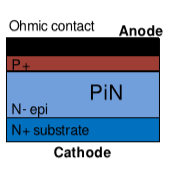 Ohmic contact
Anode
P+
PiN
N- epi
N+ substrate
Cathode